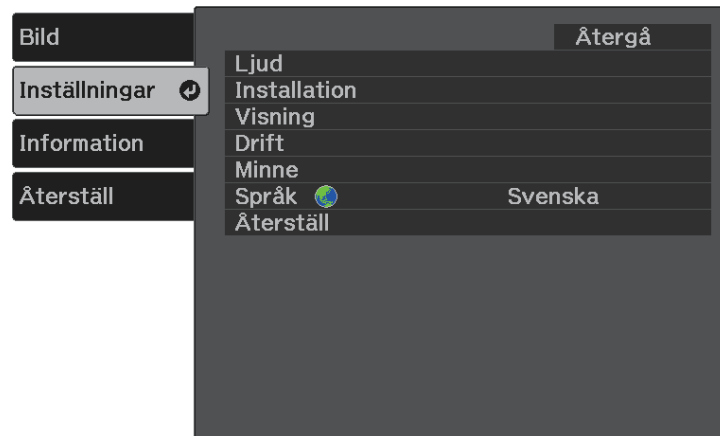 Bild
Inställningar
Information
Återställ
Återgå
Ljud
Installation
Visning
Drift
Minne
Språk Svenska
Återställ